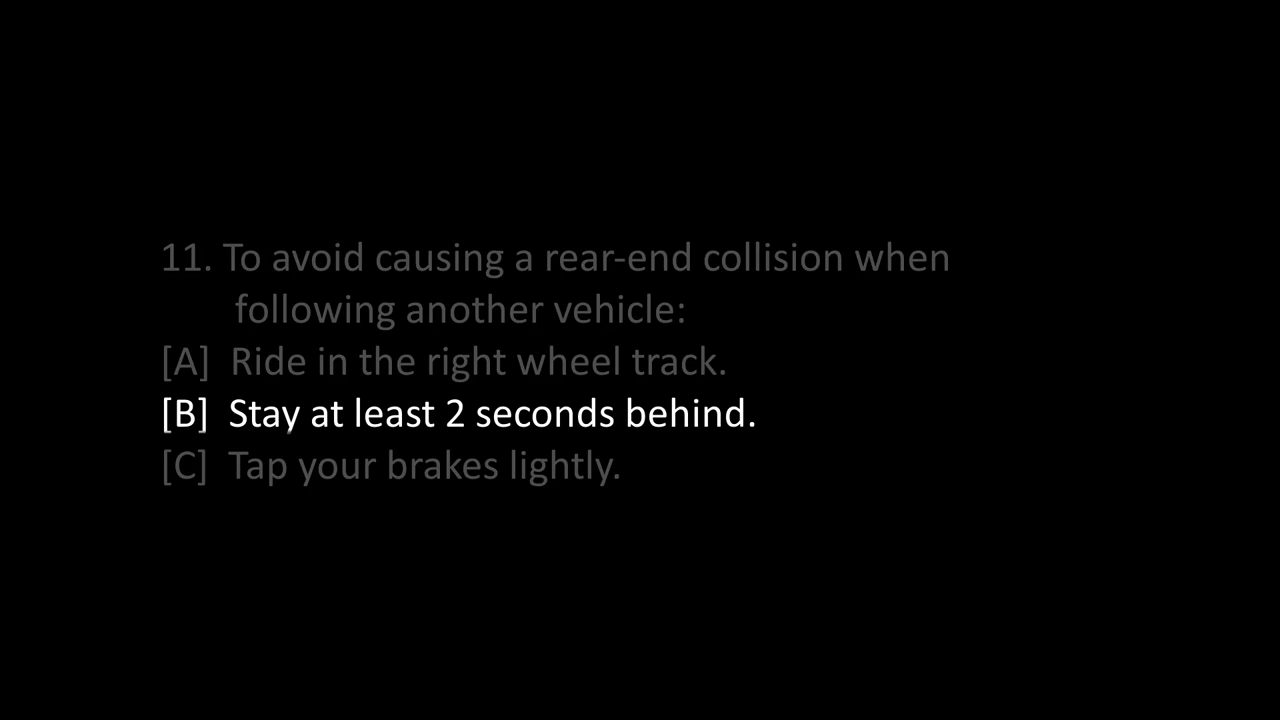 11. To avoid causing a rear-end collision when
following another vehicle:
[A] Ride in the right wheel track.
[B] Stay at least 2 seconds behind.
[C] Tap your brakes lightly.